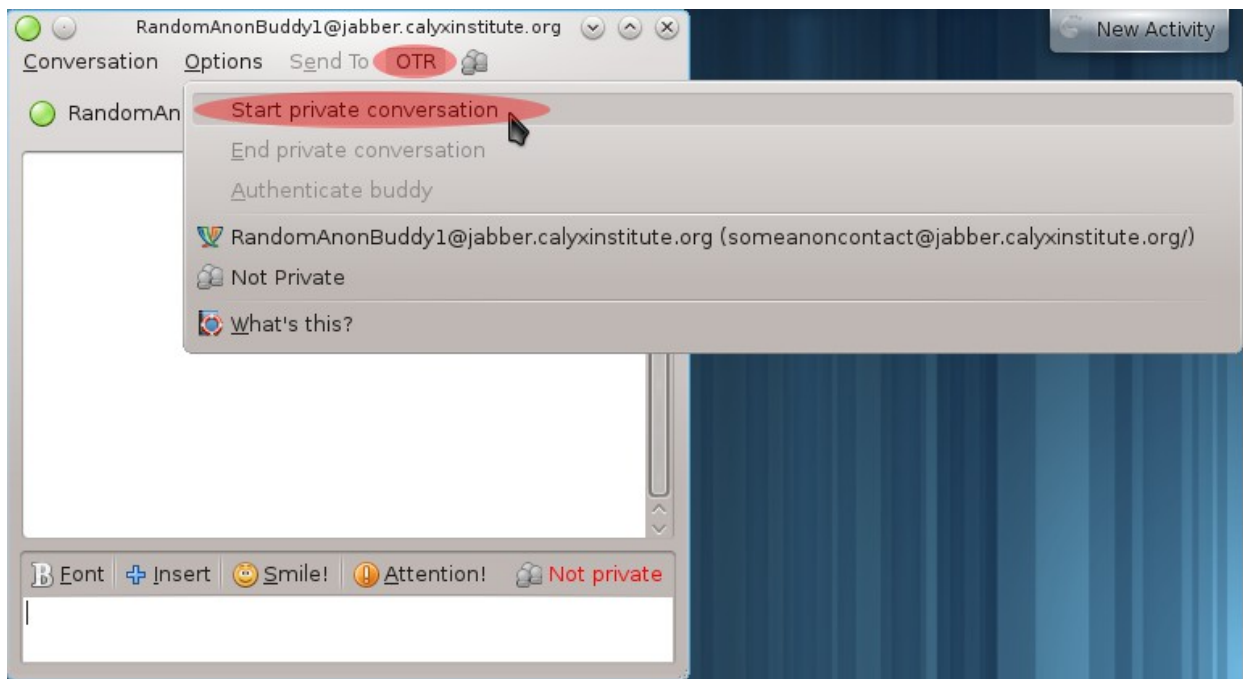 RandomAnonBuddy1@jabber.calyxinstitute.org
New Activity
Conversation Options Send To OTR
RandomAn
Start private conversation
End private conversation
Authenticate buddy
RandomAnonBuddy1@jabber.calyxinstitute.org (someanoncontact@jabber.calyxinstitute.org/)
Not Private
What's this?
Font Insert Smile! Attention! Not private